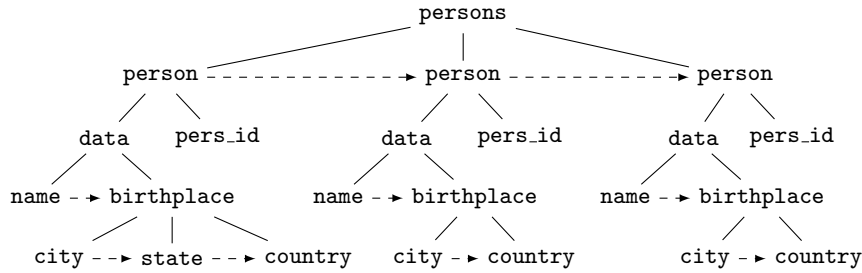 persons
person person person
data pers_id data pers_id data pers_id
name birthplace name birthplace name birthplace
city state country city country city country